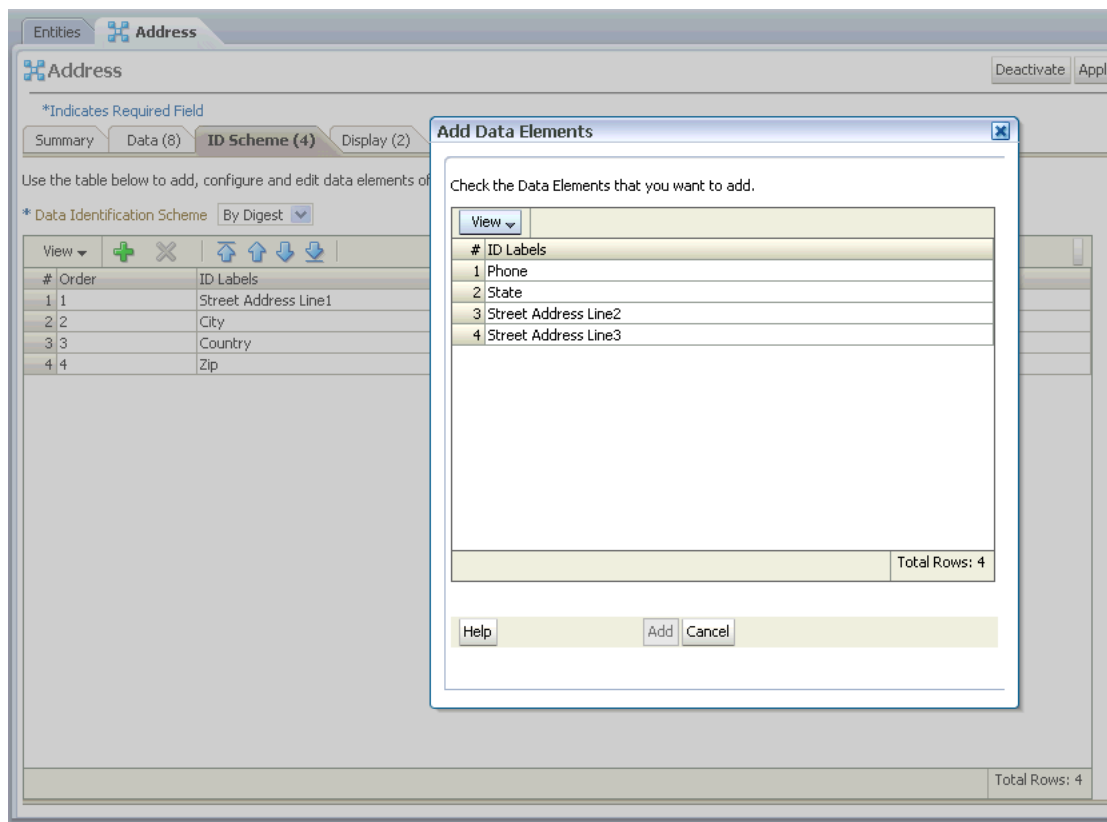 Entities Address
Address Deactivate Appl
*Indicates Required Field
Summary Data (8) ID Scheme (4) Display (2)
Use the table below to add, configure and edit data elements of
* Data Identification Scheme By Digest
View
# Order ID Labels
1 1 Street Address Line1
2 2 City
3 3 Country
4 4 Zip
Total Rows: 4
Add Data Elements
Check the Data Elements that you want to add.
View
# ID Labels
1 Phone
2 State
3 Street Address Line2
4 Street Address Line3
Total Rows: 4
Help Add Cancel